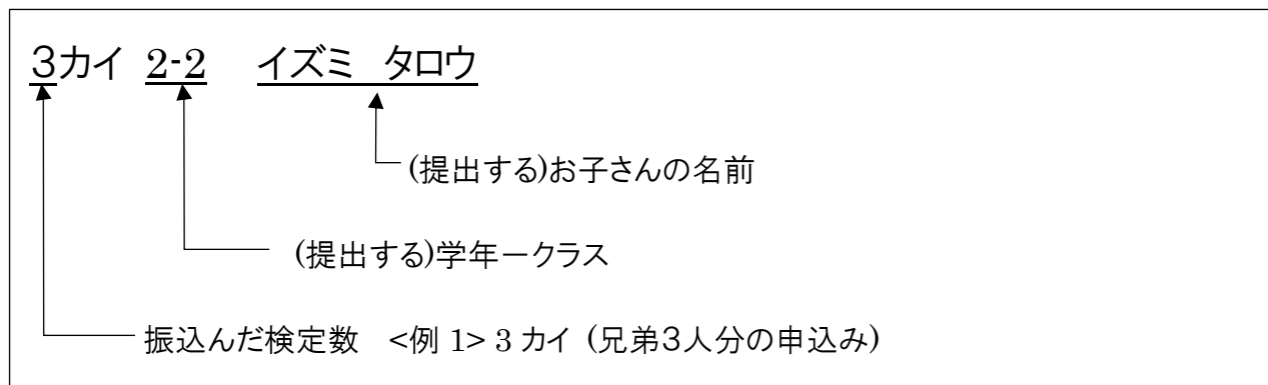 3カイ 2-2 イズミ タロウ
(提出する)お子さんの名前
(提出する)学年－クラス
振込んだ検定数 <例 1> 3 カイ (兄弟3人分の申込み)